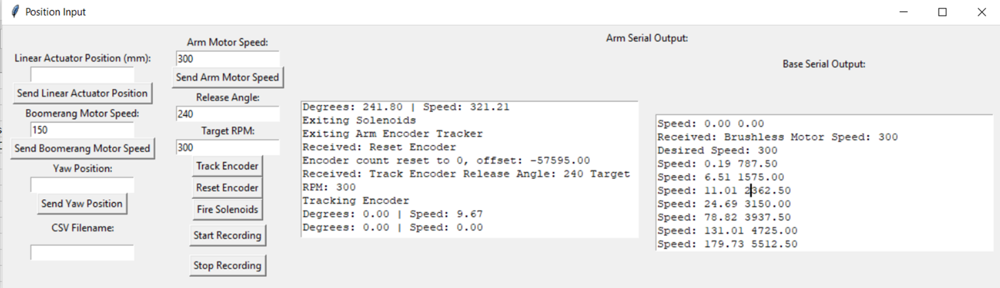 Position Input
Linear Actuator Position (mm):
Send Linear Actuator Position
Boomerang Motor Speed:
150
Send Boomerang Motor Speed
Yaw Position:
Send Yaw Position
CSV Filename:
Arm Motor Speed:
300
Send Arm Motor Speed
Release Angle:
240
Target RPM:
300
Track Encoder
Reset Encoder
Fire Solenoids
Start Recording
Stop Recording
Arm Serial Output:
Degrees: 241.80 | Speed: 321.21
Exiting Solenoids
Exiting Arm Encoder Tracker
Received: Reset Encoder
Encoder count reset to 0, offset: -57595.00
Received: Track Encoder Release Angle: 240 Target
RPM: 300
Tracking Encoder
Degrees: 0.00 | Speed: 9.67
Degrees: 0.00 | Speed: 0.00
Base Serial Output:
Speed: 0.00 0.00
Received: Brushless Motor Speed: 300
Desired Speed: 300
Speed: 0.19 787.50
Speed: 6.51 1575.00
Speed: 11.01 2362.50
Speed: 24.69 3150.00
Speed: 78.82 3937.50
Speed: 131.01 4725.00
Speed: 179.73 5512.50